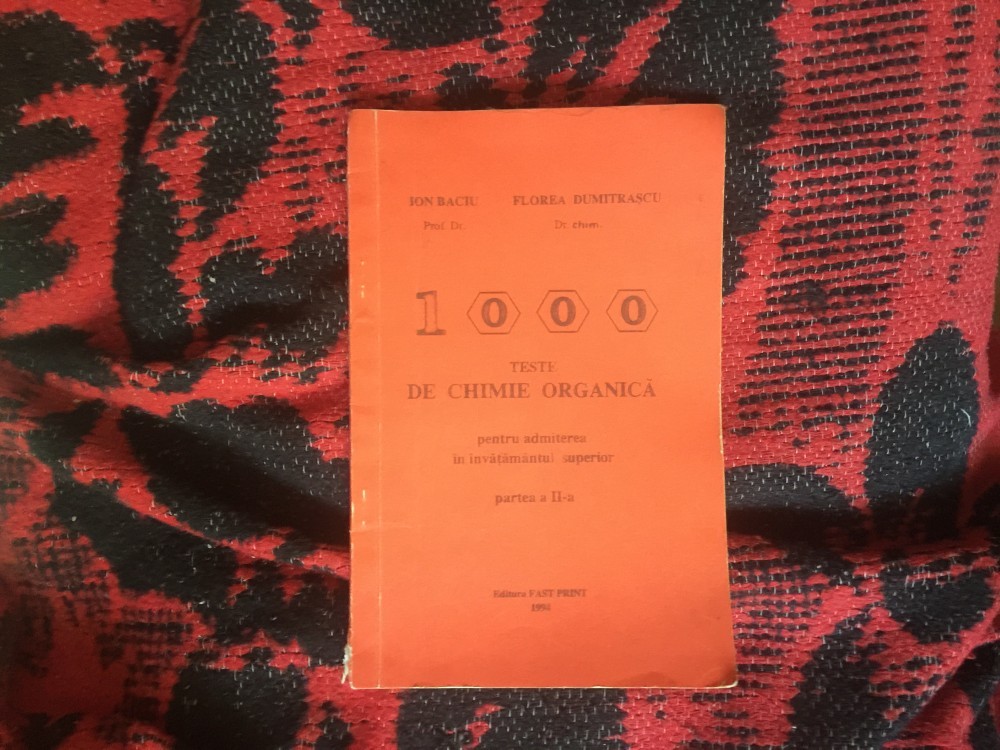 ION BACIU FLOREA DUMITRAȘCU
Prof. Dr. Dr. chim.
1000
TESTE
DE CHIMIE ORGANICĂ
pentru admiterea
în învățământul superior
partea a II-a
Editura FAST PRINT
1994